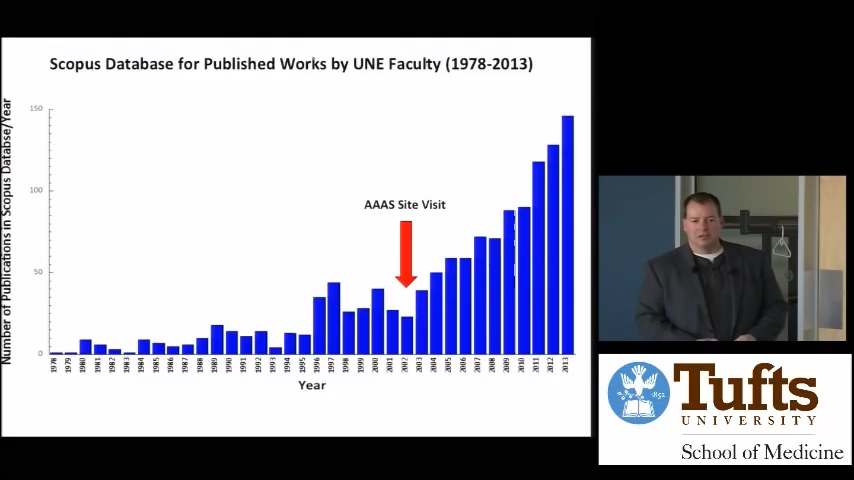 Scopus Database for Published Works by UNE Faculty (1978-2013)
Number of Publications in Scopus Databse/Year
150
100
50
0
AAAS Site Visit
1978 1979 1980 1981 1982 1983 1984 1985 1986 1987 1988 1989 1990 1991 1992 1993 1994 1995 1996 1997 1998 1999 2000 2001 2002 2003 2004 2005 2006 2007 2008 2009 2010 2011 2012 2013
Year
1852
Tufts
UNIVERSITY
School of Medicine